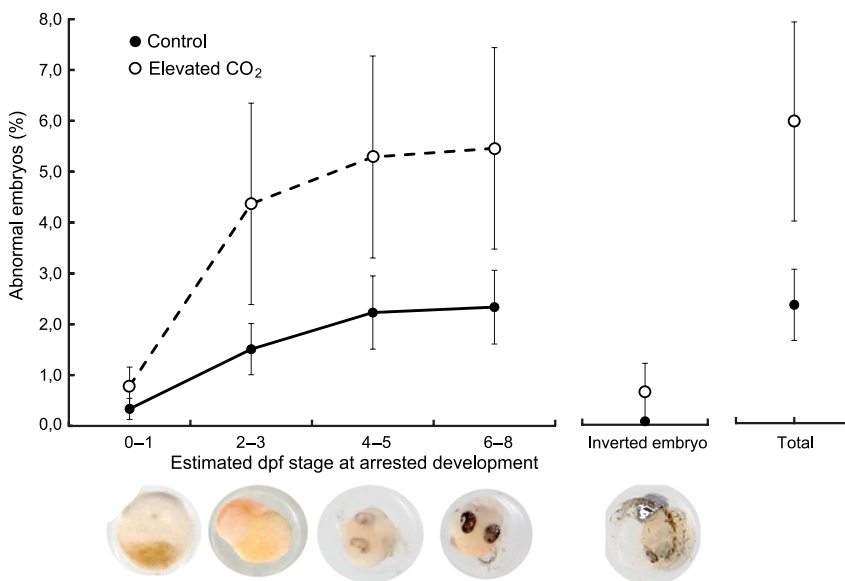 8,0
7,0
6,0
5,0
4,0
3,0
2,0
1,0
0,0
Abnormal embryos (%)
Control
Elevated CO₂
0–1
2–3
4–5
6–8
Inverted embryo
Total
Estimated dpf stage at arrested development